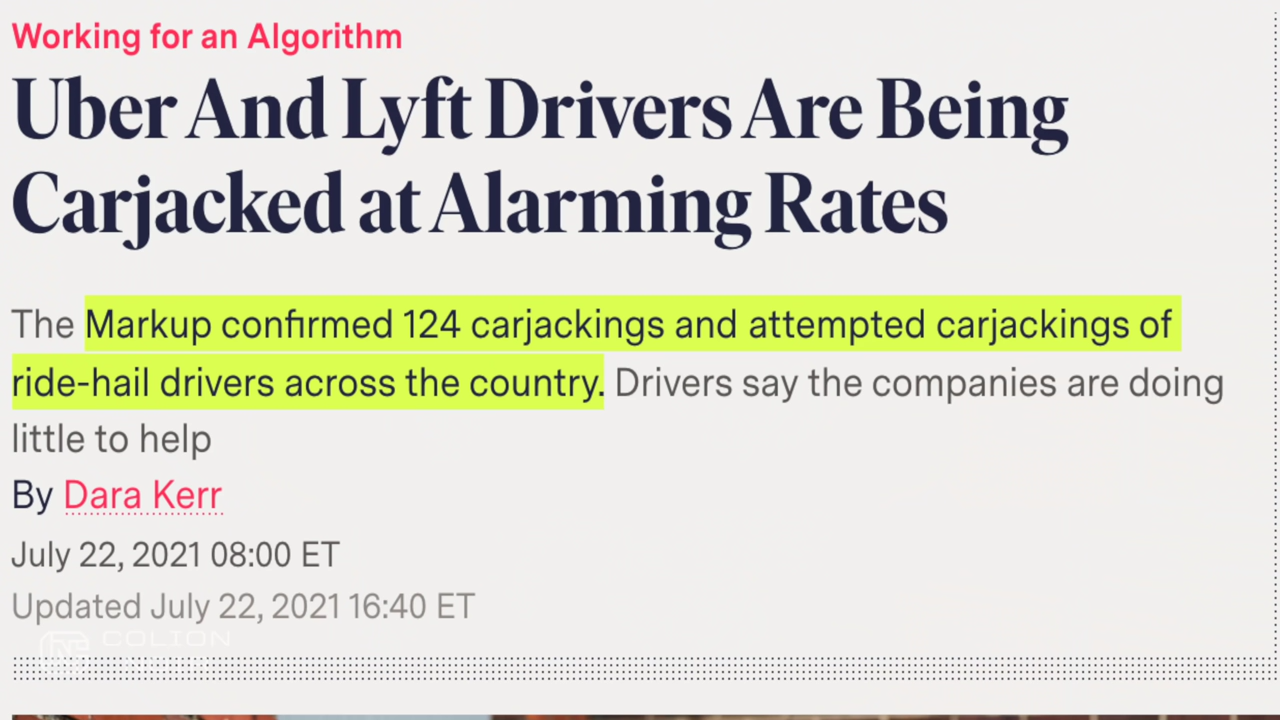 Working for an Algorithm
Uber And Lyft Drivers Are Being
Carjacked at Alarming Rates
The Markup confirmed 124 carjackings and attempted carjackings of
ride-hail drivers across the country. Drivers say the companies are doing
little to help
By Dara Kerr
July 22, 2021 08:00 ET
Updated July 22, 2021 16:40 ET
COLION